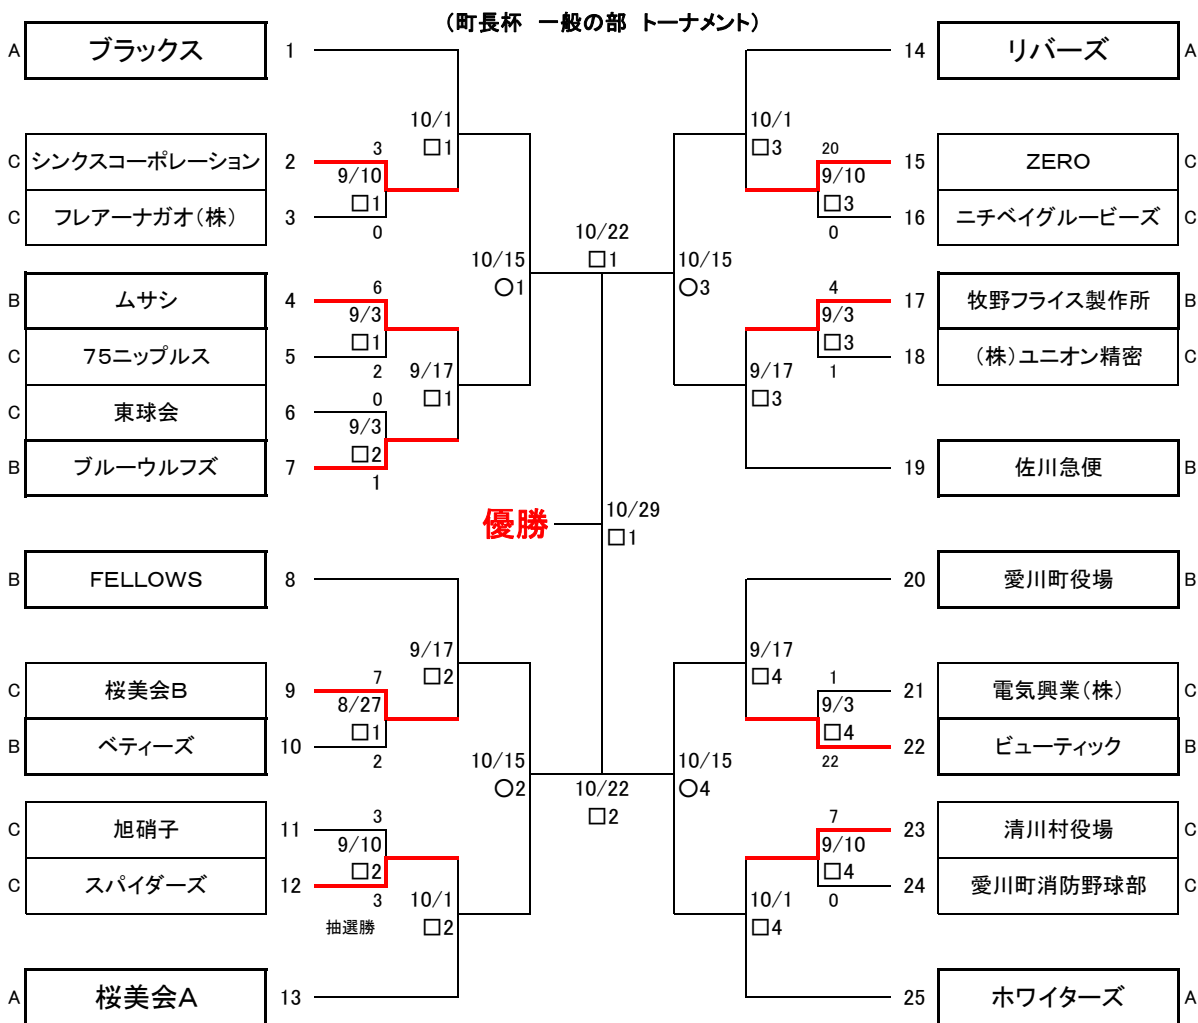 （町長杯 一般の部 トーナメント）
A ブラックス 1
10/1
□1
C シンクスコーポレーション 2
3
9/10
□1
C フレアーナガオ（株） 3
0
10/15
○1
B ムサシ 4
6
9/3
□1
C 75ニップルス 5
2
9/17
□1
C 東球会 6
0
9/3
□2
B ブルーウルフズ 7
1
B FELLOWS 8
9/17
□2
C 桜美会B 9
7
8/27
□1
B ベティーズ 10
2
10/15
○2
C 旭硝子 11
3
9/10
□2
C スパイダーズ 12
3
抽選勝
10/1
□2
A 桜美会A 13
10/22
□1
優勝
10/29
□1
10/22
□2
14 リバーズ A
10/1
□3
20
15 ZERO C
9/10
□3
16 ニチベイグルービーズ C
0
10/15
○3
4
17 牧野フライス製作所 B
9/3
□3
18 （株）ユニオン精密 C
1
9/17
□3
19 佐川急便 B
20 愛川町役場 B
9/17
□4
1
21 電気興業（株） C
9/3
□4
22 ビューティック B
22
10/15
○4
7
23 清川村役場 C
9/10
□4
24 愛川町消防野球部 C
0
10/1
□4
25 ホワイターズ A